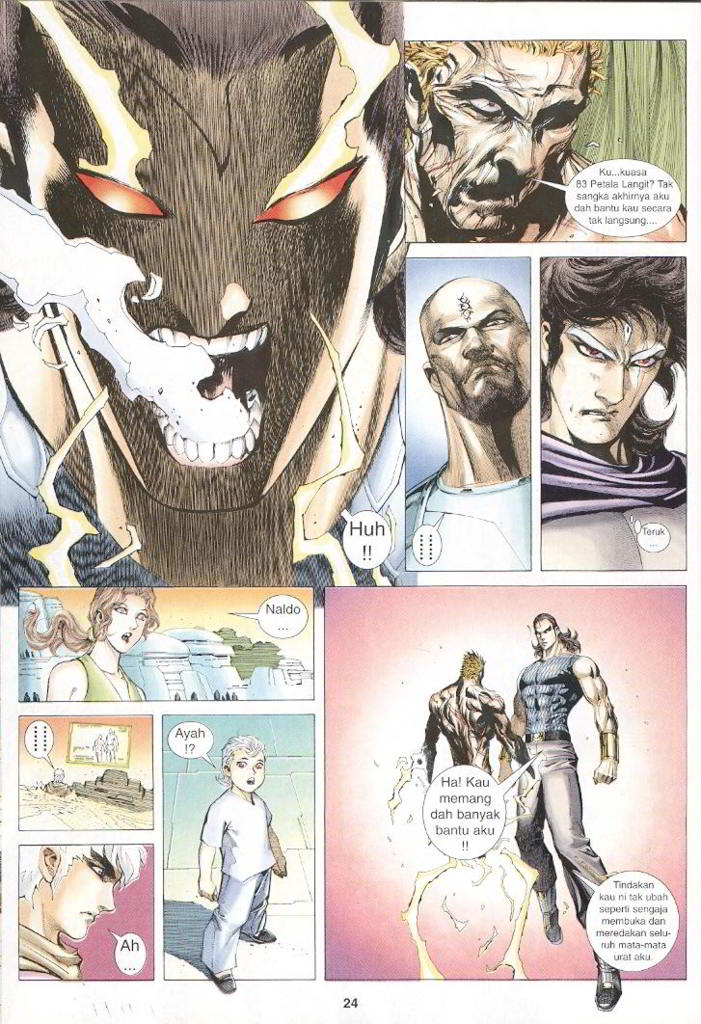 Ku...kuasa
83 Petala Langit? Tak
sangka akhirnya aku
dah bantu kau secara
tak langsung....
Huh
!!
Teruk
...
Naldo
...
Ayah
!?
Ah
Ha! Kau
memang
dah banyak
bantu aku
!!
Tindakan
kau ni tak ubah
seperti sengaja
membuka dan
meredakan selu-
ruh mata-mata
urat aku.
24